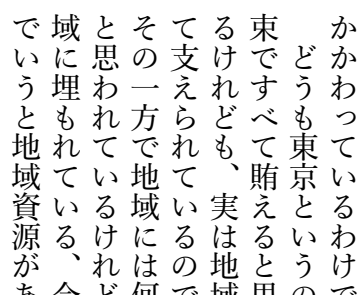 かかわっているわけで
どうも東京というの
東ですべて賄えると思
るけれども、実は地域
て支えられているので
その一方で地域には何
と思われているけれど
域に埋もれている、今
でいうと地域資源があ